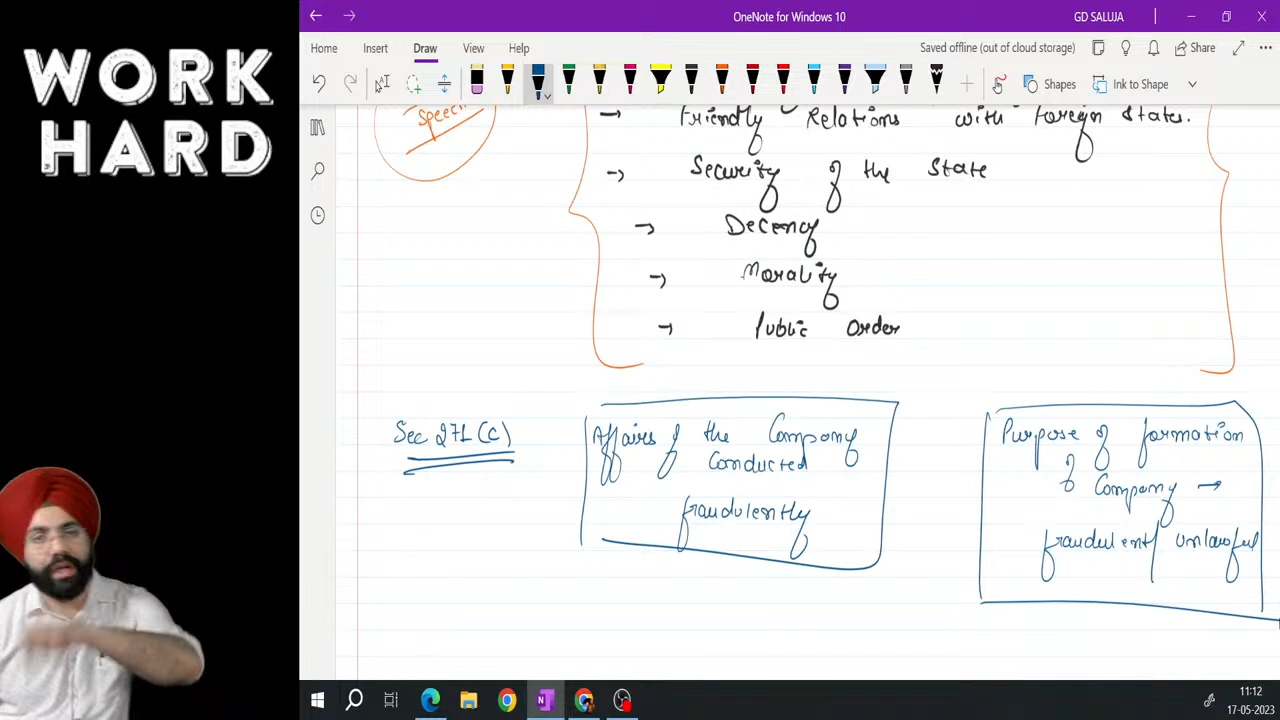 WORK
HARD
OneNote for Windows 10
GD SALUJA
Home Insert Draw View Help
Saved offline (out of cloud storage)
Share
Shapes
Ink to Shape
Speech
→ Friendly Relations with Foreign States.
→ Security of the State
→ Decency
→ Morality
→ Public Order
Sec 271 (c)
Affairs of the Company
Conducted
fraudulently
Purpose of formation
of Company →
fraudulent/ unlawful
11:12
17-05-2023